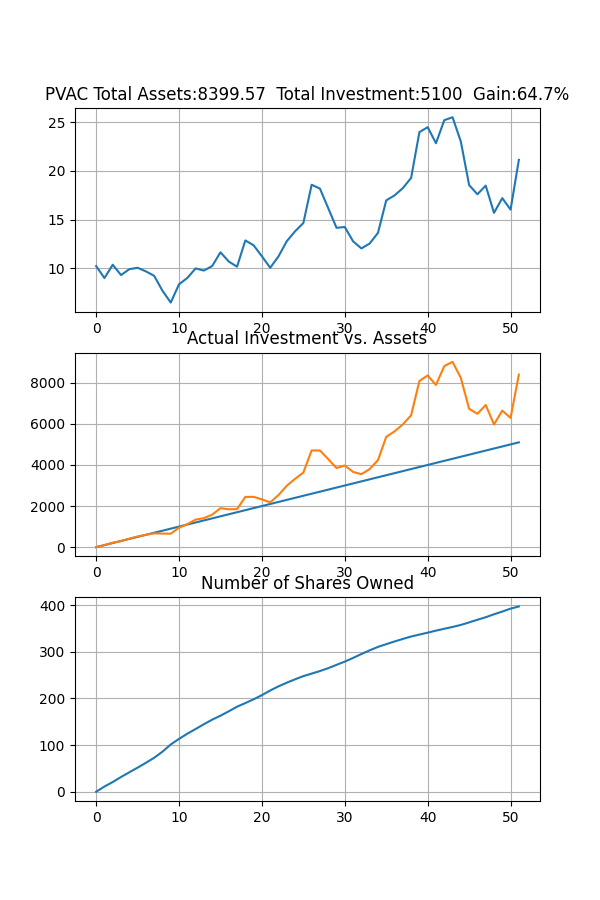 PVAC Total Assets:8399.57  Total Investment:5100  Gain:64.7%
25
20
15
10
0 10 20 30 40 50
Actual Investment vs. Assets
8000
6000
4000
2000
0
0 10 20 30 40 50
Number of Shares Owned
400
300
200
100
0
0 10 20 30 40 50